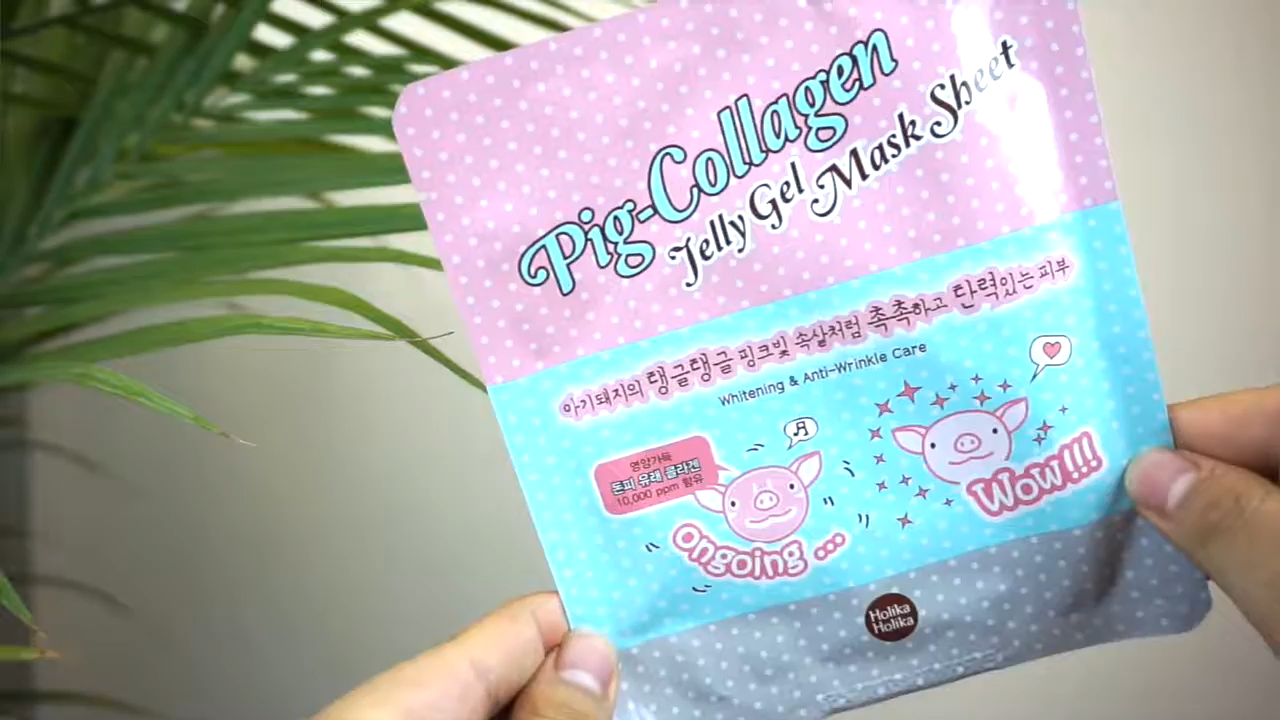 Pig-Collagen
Jelly Gel Mask Sheet
아기돼지의 탱글탱글 핑크빛 속살처럼 촉촉하고 탄력있는 피부
Whitening & Anti-Wrinkle Care
영양가득
돈피 유래 콜라겐
10,000 ppm 함유
ongoing ...
Wow!!!
Holika
Holika